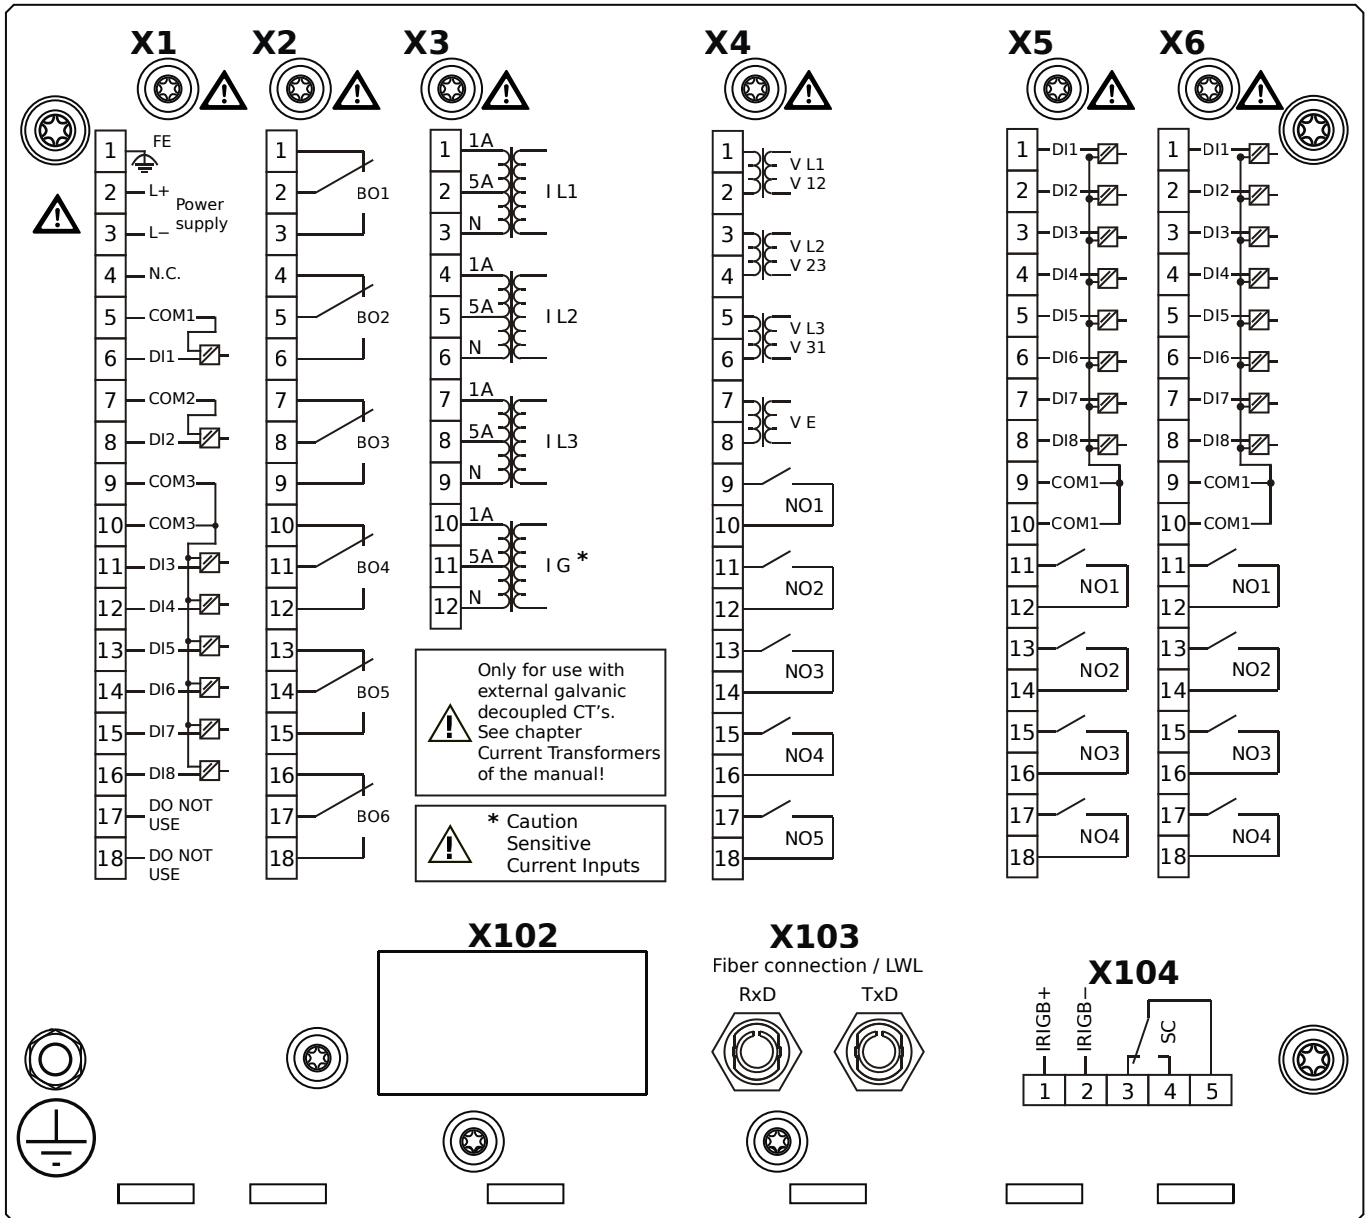 X1 X2 X3 X4 X5 X6
1 FE
2 L+
Power
supply
3 L−
4 N.C.
5 COM1
6 DI1
7 COM2
8 DI2
9 COM3
10 COM3
11 DI3
12 DI4
13 DI5
14 DI6
15 DI7
16 DI8
17 DO NOT
USE
18 DO NOT
USE
1
2 BO1
3
4
5 BO2
6
7
8 BO3
9
10
11 BO4
12
13
14 BO5
15
16
17 BO6
18
1 1A
2 5A I L1
3 N
4 1A
5 5A I L2
6 N
7 1A
8 5A I L3
9 N
10 1A
11 5A I G *
12 N
Only for use with
external galvanic
decoupled CT's.
See chapter
Current Transformers
of the manual!
* Caution
Sensitive
Current Inputs
1 V L1
2 V 12
3 V L2
4 V 23
5 V L3
6 V 31
7 V E
8
9
10 NO1
11
12 NO2
13
14 NO3
15
16 NO4
17
18 NO5
1 DI1
2 DI2
3 DI3
4 DI4
5 DI5
6 DI6
7 DI7
8 DI8
9 COM1
10 COM1
11
12 NO1
13
14 NO2
15
16 NO3
17
18 NO4
1 DI1
2 DI2
3 DI3
4 DI4
5 DI5
6 DI6
7 DI7
8 DI8
9 COM1
10 COM1
11
12 NO1
13
14 NO2
15
16 NO3
17
18 NO4
X102
X103
Fiber connection / LWL
RxD TxD
X104
IRIGB+ IRIGB− SC
1 2 3 4 5